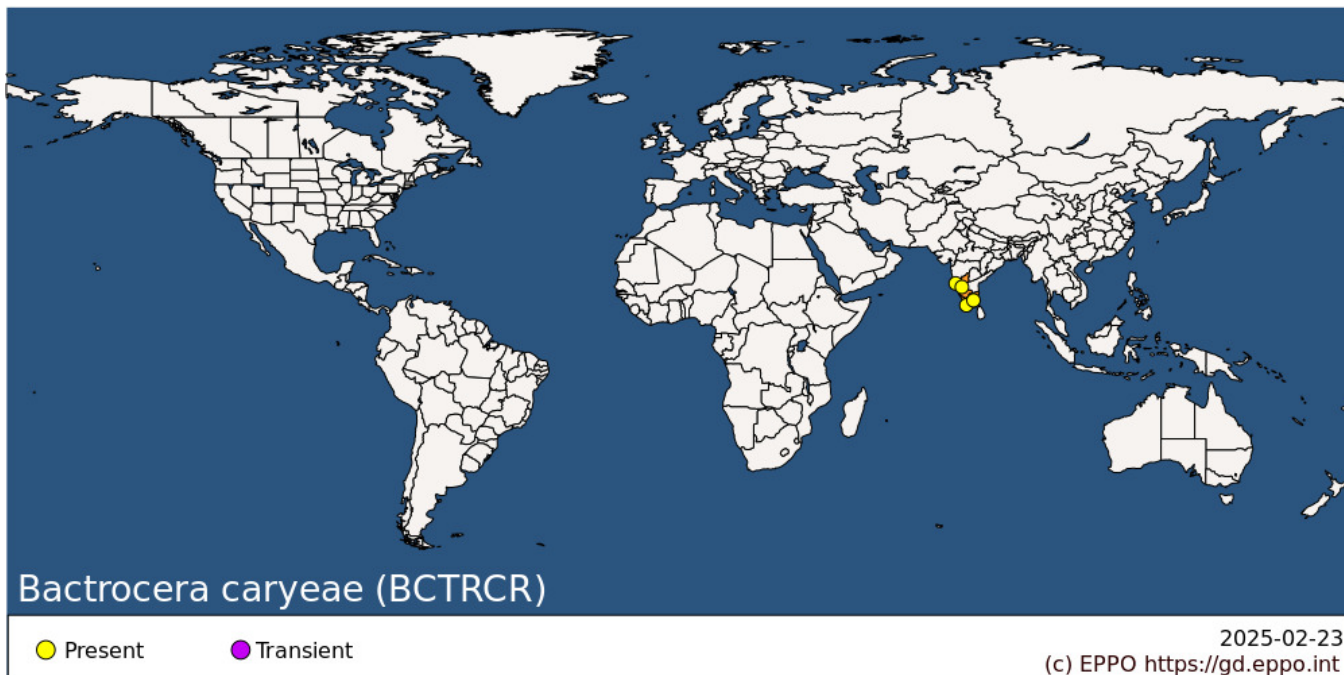 Bactrocera caryeae (BCTRCR)
Present
Transient
2025-02-23
(c) EPPO https://gd.eppo.int